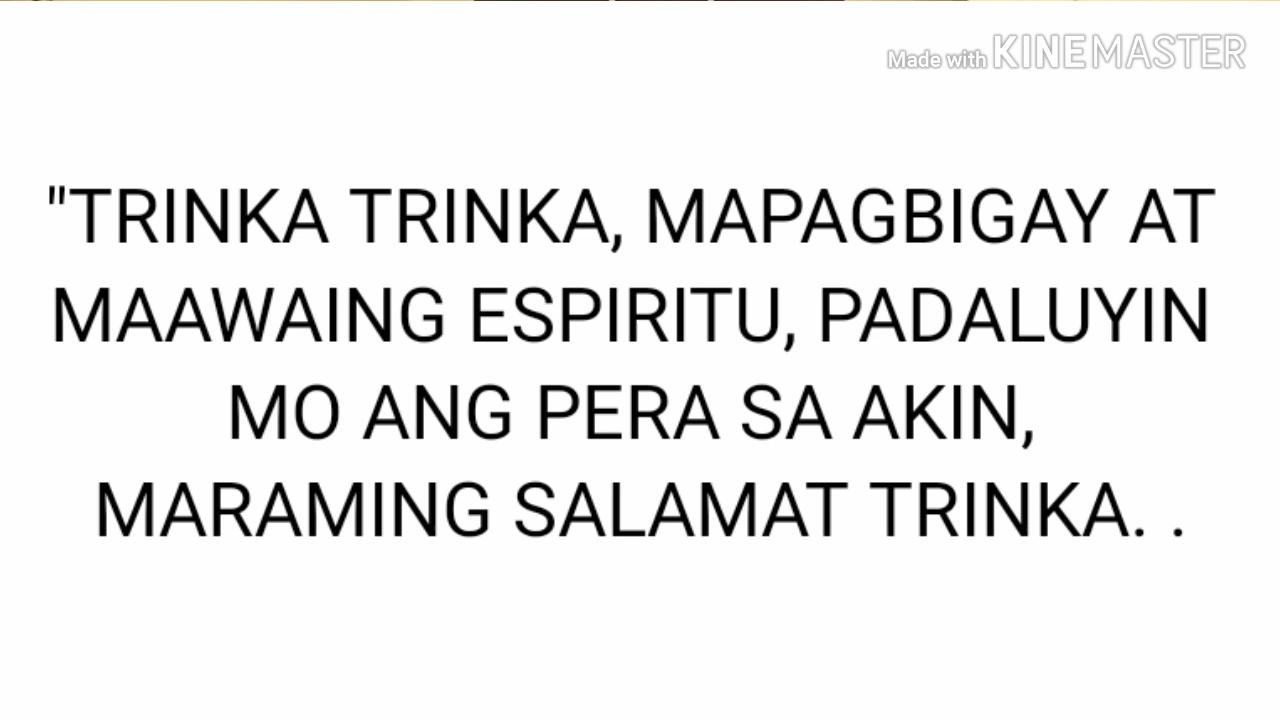 Made with KINEMASTER
"TRINKA TRINKA, MAPAGBIGAY AT
MAAWAING ESPIRITU, PADALUYIN
MO ANG PERA SA AKIN,
MARAMING SALAMAT TRINKA. .